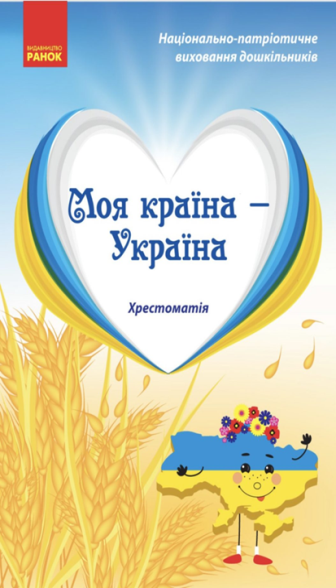 ВИДАВНИЦТВО
РАНОК
Національно-патріотичне
виховання дошкільників
Моя країна –
Україна
Хрестоматія